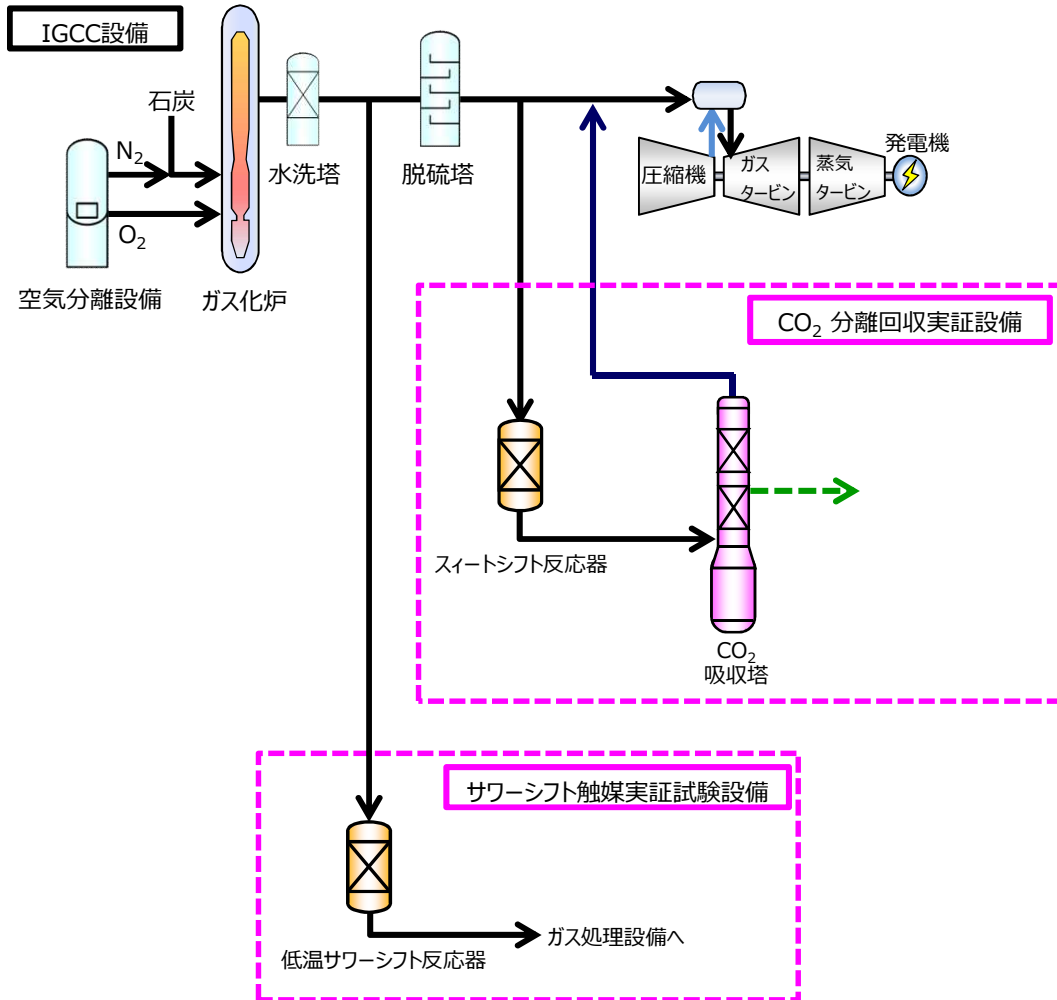 IGCC設備
石炭
N2
O2
空気分離設備
ガス化炉
水洗塔
脱硫塔
圧縮機
ガス
タービン
蒸気
タービン
発電機
CO2 分離回収実証設備
スィートシフト反応器
CO2
吸収塔
サワーシフト触媒実証試験設備
低温サワーシフト反応器
ガス処理設備へ